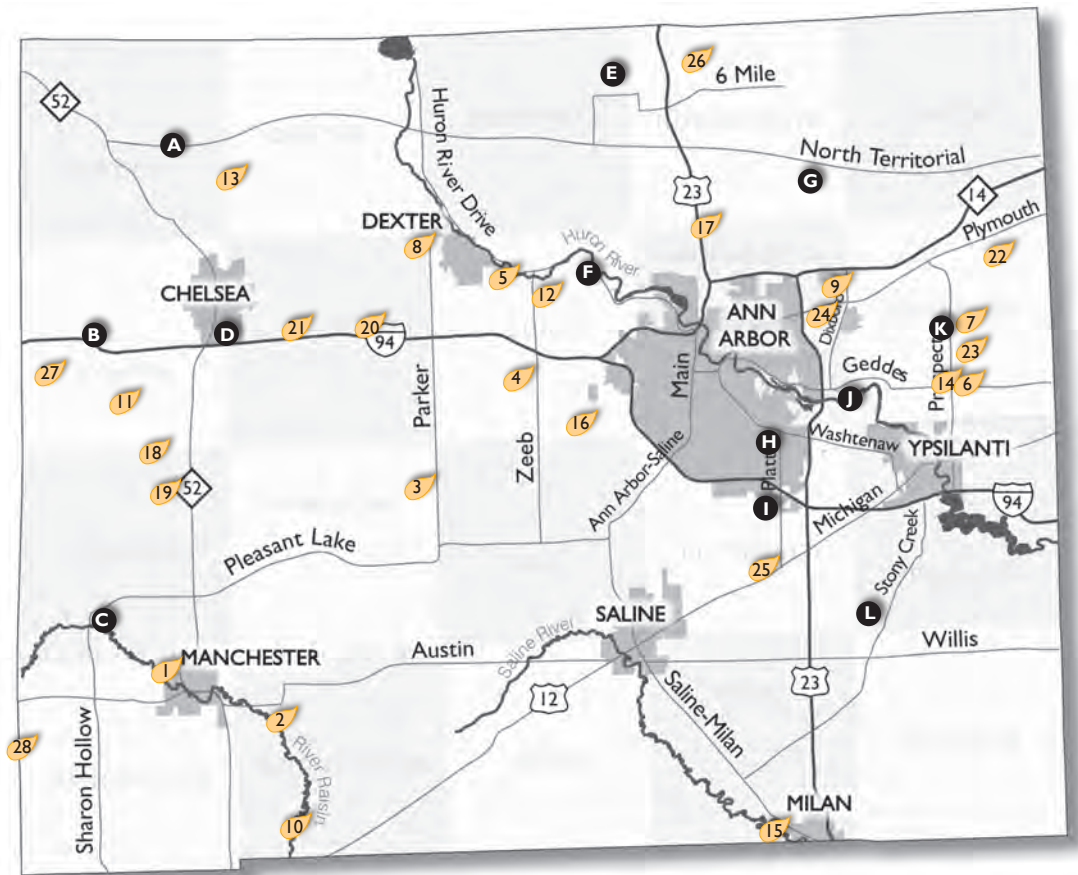 26
E
6 Mile
52
A
North Territorial
13
G
Huron River Drive
23
14
DEXTER
17
Plymouth
8
Huron River
22
5
F
12
9
CHELSEA
ANN
ARBOR
24
Dixboro
7
K
B
D
21
20
94
Main
23
27
4
Geddes
Prospect
14
6
J
11
Parker
16
H
Washtenaw
YPSILANTI
18
Zeeb
Ann Arbor-Saline
Platt
19
52
3
I
Michigan
94
Pleasant Lake
25
Stony Creek
C
SALINE
L
Saline River
1
MANCHESTER
Austin
Willis
23
12
2
Saline-Milan
28
Sharon Hollow
River Raisin
10
MILAN
15